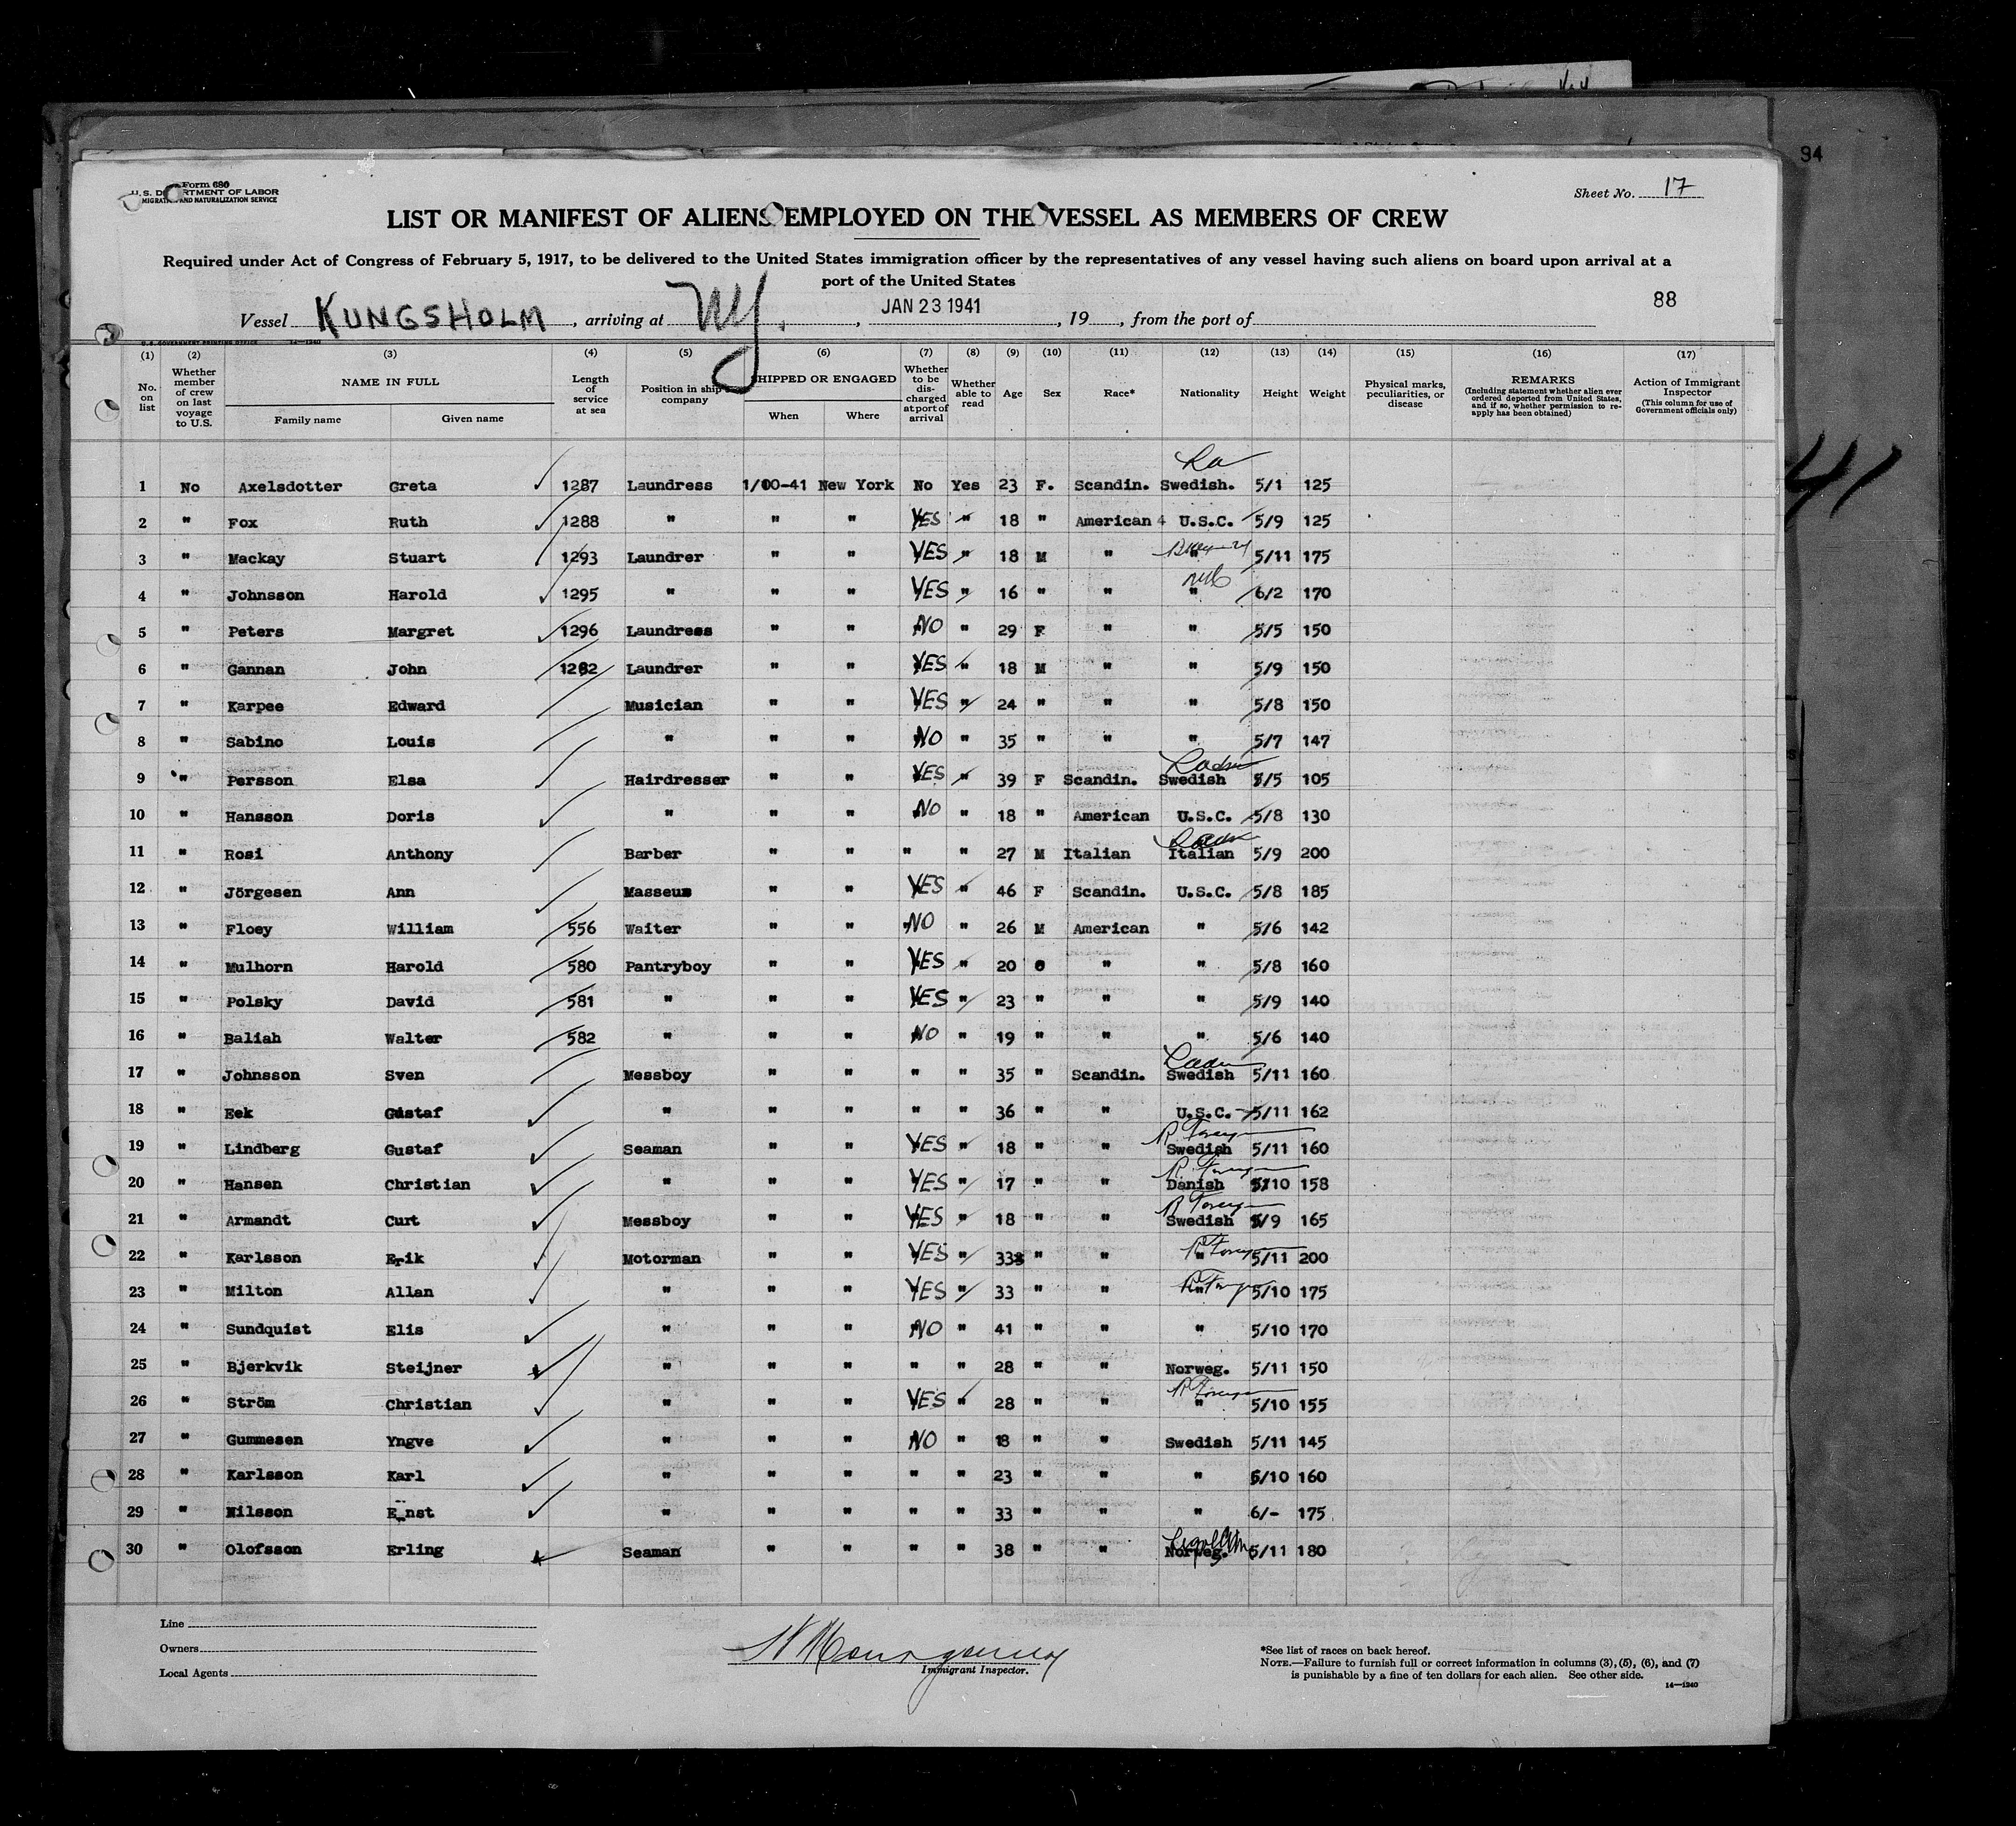 94
Form 680
U. S. DEPARTMENT OF LABOR
IMMIGRATION AND NATURALIZATION SERVICE
Sheet No. 17
LIST OR MANIFEST OF ALIENS EMPLOYED ON THE VESSEL AS MEMBERS OF CREW
Required under Act of Congress of February 5, 1917, to be delivered to the United States immigration officer by the representatives of any vessel having such aliens on board upon arrival at a
port of the United States
88
Vessel KUNGSHOLM, arriving at NY., JAN 23 1941, 19, from the port of
U.S. GOVERNMENT PRINTING OFFICE 14—1240
(1) (2) (3) (4) (5) (6) (7) (8) (9) (10) (11) (12) (13) (14) (15) (16) (17)
No. on list
Whether member of crew on last voyage to U.S.
NAME IN FULL
Family name Given name
Length of service at sea
Position in ship company
SHIPPED OR ENGAGED
When Where
Whether to be discharged at port of arrival
Whether able to read
Age Sex Race* Nationality Height Weight
Physical marks, peculiarities, or disease
REMARKS
(Including statement whether alien ever ordered deported from United States, and if so, whether permission to reapply has been obtained)
Action of Immigrant Inspector
(This column for use of Government officials only)
41
1 No Axelsdotter Greta 1287 Laundress 1/00-41 New York No Yes 23 F. Scandin. Swedish. 5/1 125
2 " Fox Ruth 1288 " " " YES " 18 " American 4 U.S.C. 5/9 125
3 " Mackay Stuart 1293 Laundrer " " YES " 18 M " " 5/11 175
4 " Johnsson Harold 1295 " " " YES " 16 " " " 6/2 170
5 " Peters Margret 1296 Laundress " " NO " 29 F " " 5/5 150
6 " Gannan John 1282 Laundrer " " YES " 18 M " " 5/9 150
7 " Karpee Edward Musician " " YES " 24 " " " 5/8 150
8 " Sabino Louis " " " NO " 35 " " " 5/7 147
9 " Persson Elsa Hairdresser " " YES " 39 F Scandin. Swedish 5/5 105
10 " Hansson Doris " " " NO " 18 " American U.S.C. 5/8 130
11 " Rosi Anthony Barber " " " " 27 M Italian Italian 5/9 200
12 " Jörgesen Ann Masseus " " YES " 46 F Scandin. U.S.C. 5/8 185
13 " Floey William 556 Waiter " " NO " 26 M American " 5/6 142
14 " Mulhorn Harold 580 Pantryboy " " YES " 20 " " " 5/8 160
15 " Polsky David 581 " " " YES " 23 " " " 5/9 140
16 " Baliah Walter 582 " " " NO " 19 " " " 5/6 140
17 " Johnsson Sven Messboy " " " " 35 " Scandin. Swedish 5/11 160
18 " Eek Gustaf " " " " " 36 " " U.S.C. 5/11 162
19 " Lindberg Gustaf Seaman " " YES " 18 " " Swedish 5/11 160
20 " Hansen Christian " " " YES " 17 " " Danish 5/10 158
21 " Armandt Curt Messboy " " YES " 18 " " Swedish 5/9 165
22 " Karlsson Erik Motorman " " YES " 33 " " " 5/11 200
23 " Milton Allan " " " YES " 33 " " " 5/10 175
24 " Sundquist Elis " " " NO " 41 " " " 5/10 170
25 " Bjerkvik Steijner " " " " " 28 " " Norweg. 5/11 150
26 " Ström Christian " " " YES " 28 " " " 5/10 155
27 " Gummesen Yngve " " " NO " 18 " " Swedish 5/11 145
28 " Karlsson Karl " " " " " 23 " " " 5/10 160
29 " Nilsson Ernst " " " " " 33 " " " 6/- 175
30 " Olofsson Erling Seaman " " " " 38 " " Norweg. 5/11 180
Line
Owners
Local Agents
Immigrant Inspector.
*See list of races on back hereof.
NOTE.—Failure to furnish full or correct information in columns (3), (5), (6), and (7)
is punishable by a fine of ten dollars for each alien. See other side.
14—1240